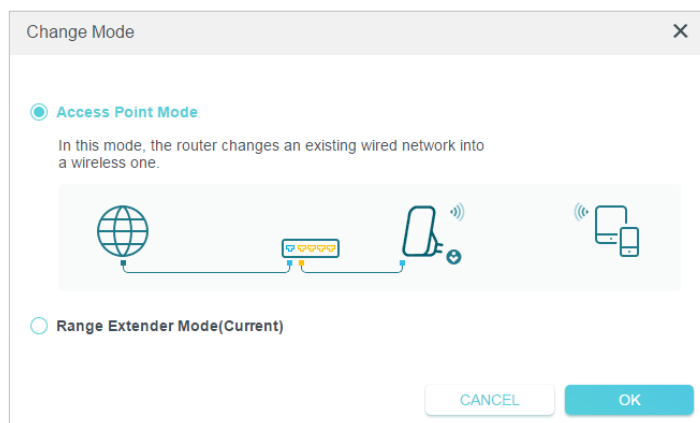 Change Mode
Access Point Mode
In this mode, the router changes an existing wired network into
a wireless one.
Range Extender Mode(Current)
CANCEL
OK